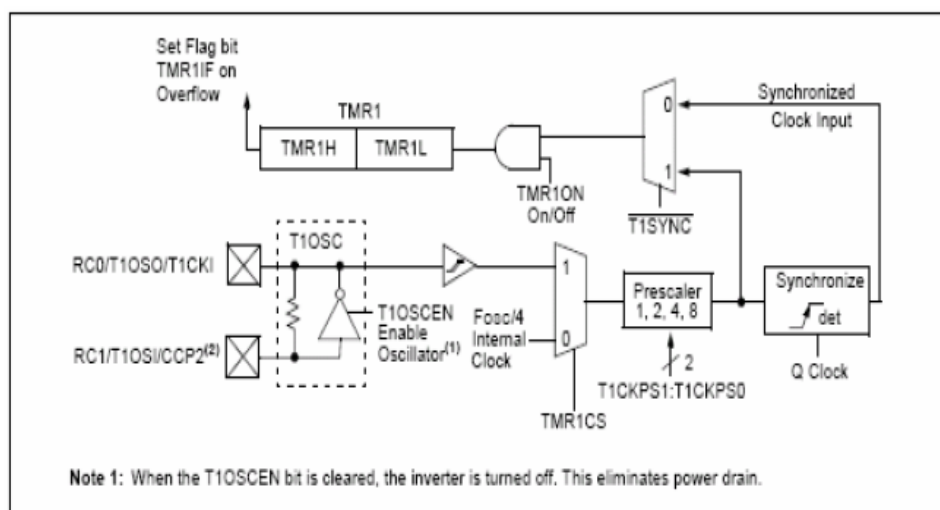 Set Flag bit
TMR1IF on
Overflow
TMR1
TMR1H
TMR1L
TMR1ON
On/Off
0
1
T1SYNC
Synchronized
Clock Input
RC0/T1OSO/T1CKI
T1OSC
RC1/T1OSI/CCP2(2)
T1OSCEN
Enable
Oscillator(1)
Fosc/4
Internal
Clock
1
0
TMR1CS
Prescaler
1, 2, 4, 8
2
T1CKPS1:T1CKPS0
Synchronize
det
Q Clock
Note 1: When the T1OSCEN bit is cleared, the inverter is turned off. This eliminates power drain.